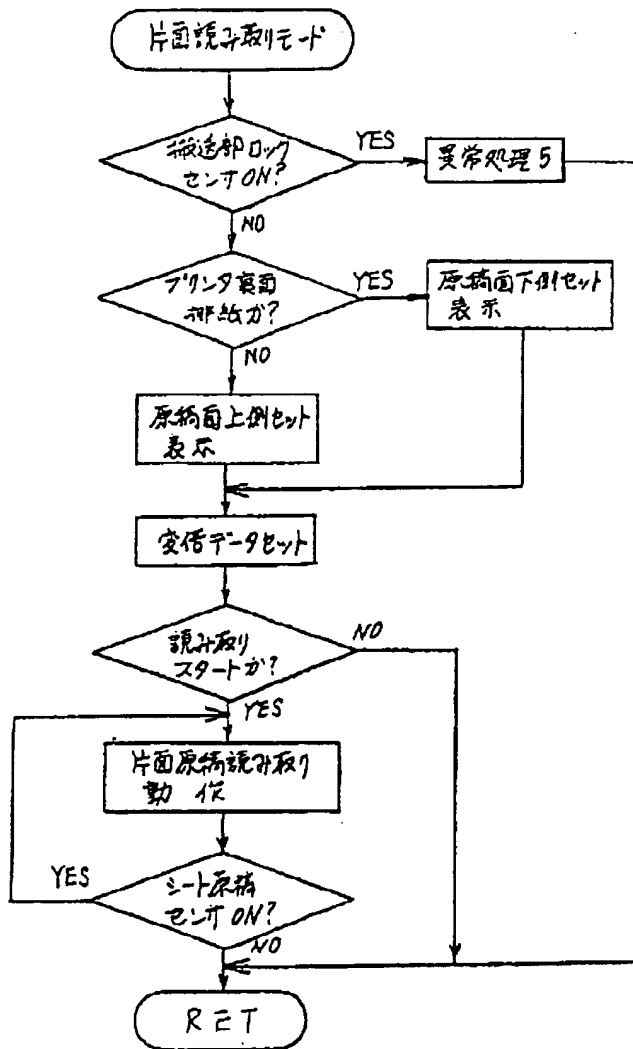 片面読み取りモード
搬送部ロック
センサON?
YES
異常処理5
NO
プリンタ裏面
排紙か?
YES
原稿面下側セット
表示
NO
原稿面上側セット
表示
変倍データセット
読み取り
スタートか?
NO
YES
片面原稿読み取り
動作
シート原稿
センサON?
YES
NO
RET